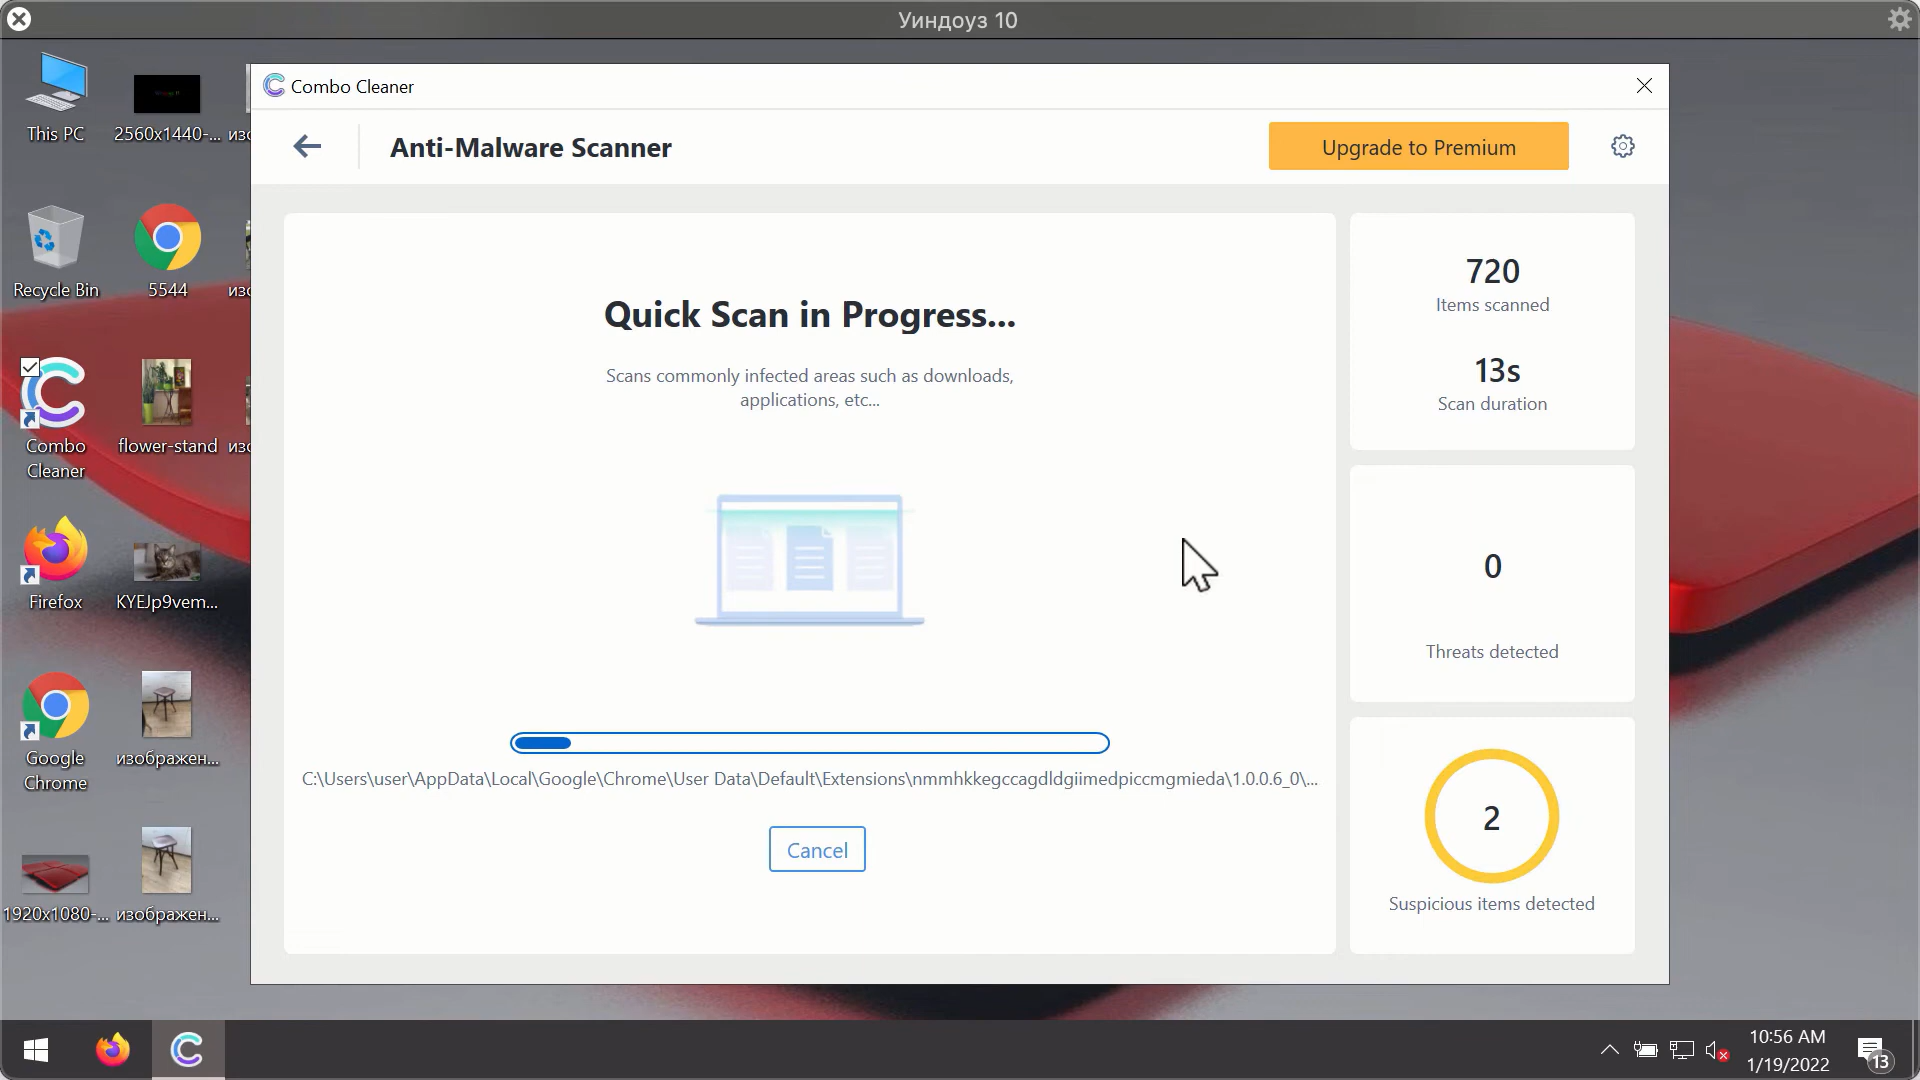 Уиндоуз 10
This PC
2560x1440-...
изо
Recycle Bin
5544
изо
Combo
Cleaner
flower-stand
изо
Firefox
KYEJp9vem...
Google
Chrome
изображен...
1920x1080-...
изображен...
Combo Cleaner
Anti-Malware Scanner
Upgrade to Premium
Quick Scan in Progress...
Scans commonly infected areas such as downloads,
applications, etc...
C:\Users\user\AppData\Local\Google\Chrome\User Data\Default\Extensions\nmmhkkegccagdldgiimedpiccmgmieda\1.0.0.6_0\...
Cancel
720
Items scanned
13s
Scan duration
0
Threats detected
2
Suspicious items detected
10:56 AM
1/19/2022
13